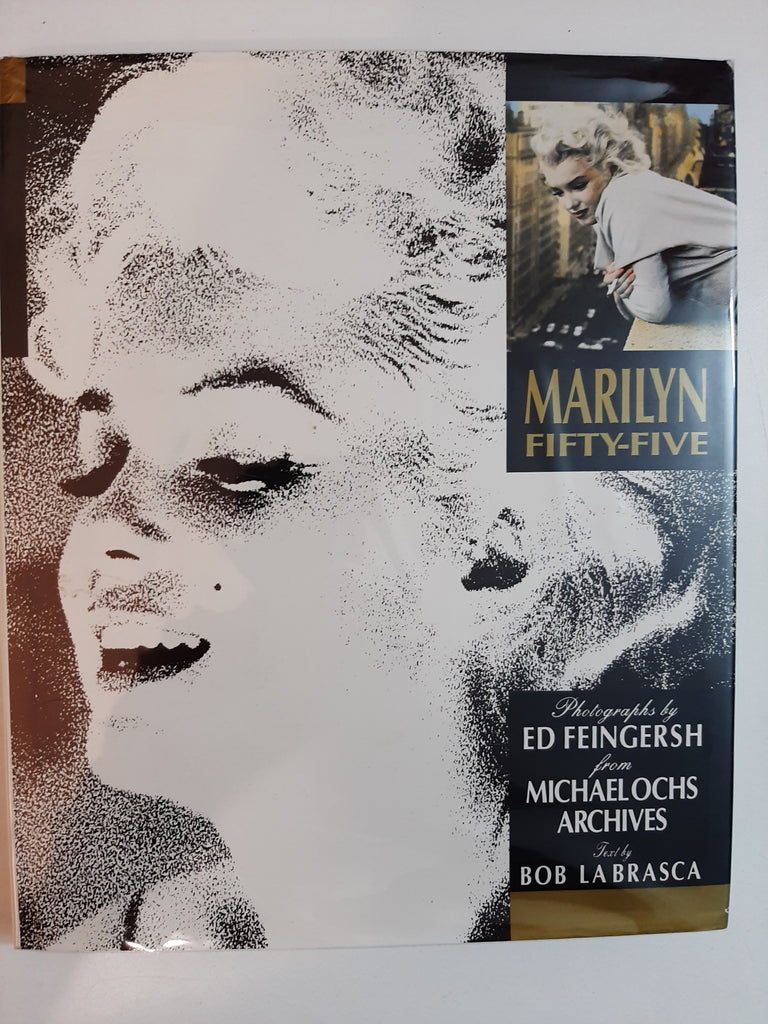 MARILYN
FIFTY-FIVE
Photographs by
ED FEINGERSH
from
MICHAEL OCHS
ARCHIVES
Text by
BOB LABRASCA